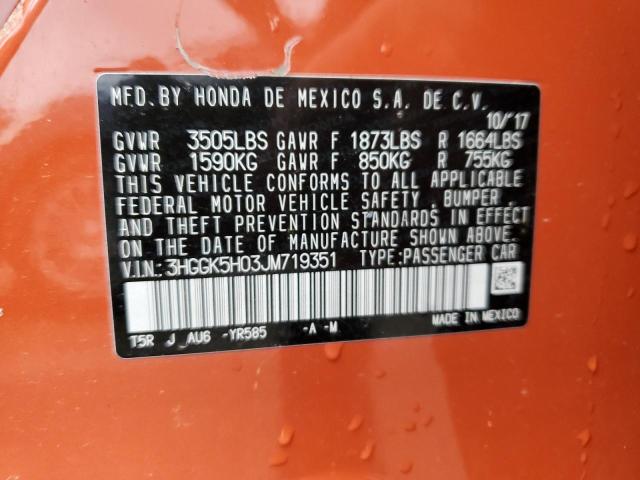 MFD. BY HONDA DE MEXICO S.A. DE C.V.
10/'17
GVWR 3505LBS GAWR F 1873LBS R 1664LBS
GVWR 1590KG GAWR F 850KG R 755KG
THIS VEHICLE CONFORMS TO ALL APPLICABLE
FEDERAL MOTOR VEHICLE SAFETY, BUMPER,
AND THEFT PREVENTION STANDARDS IN EFFECT
ON THE DATE OF MANUFACTURE SHOWN ABOVE.
V.I.N.: 3HGGK5H03JM719351 TYPE:PASSENGER CAR
T5R J AU6 -YR585 -A -M MADE IN MEXICO